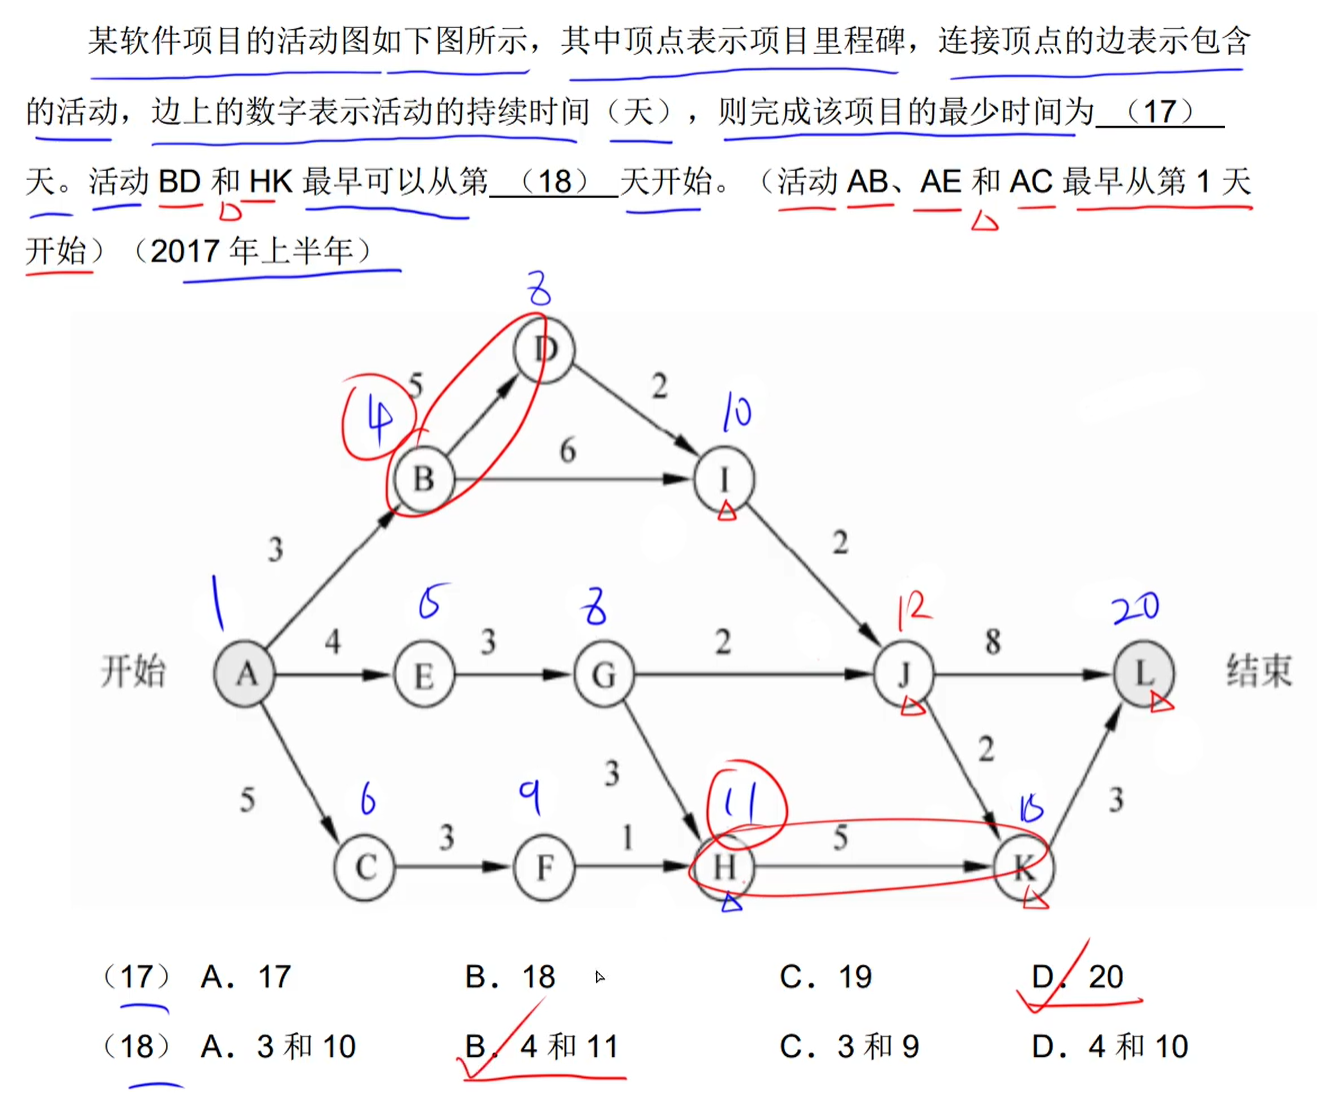 某软件项目的活动图如下图所示，其中顶点表示项目里程碑，连接顶点的边表示包含
的活动，边上的数字表示活动的持续时间（天），则完成该项目的最少时间为 （17）
天。活动 BD 和 HK 最早可以从第 （18） 天开始。（活动 AB、AE 和 AC 最早从第 1 天
开始）（2017 年上半年）
8
D
5
4
2
10
B
6
I
3
2
1
5
8
12
20
开始
A
4
E
3
G
2
J
8
L
结束
2
5
6
9
3
11
15
3
C
3
F
1
H
5
K
（17） A．17 B．18 C．19 D．20
（18） A．3 和 10 B．4 和 11 C．3 和 9 D．4 和 10